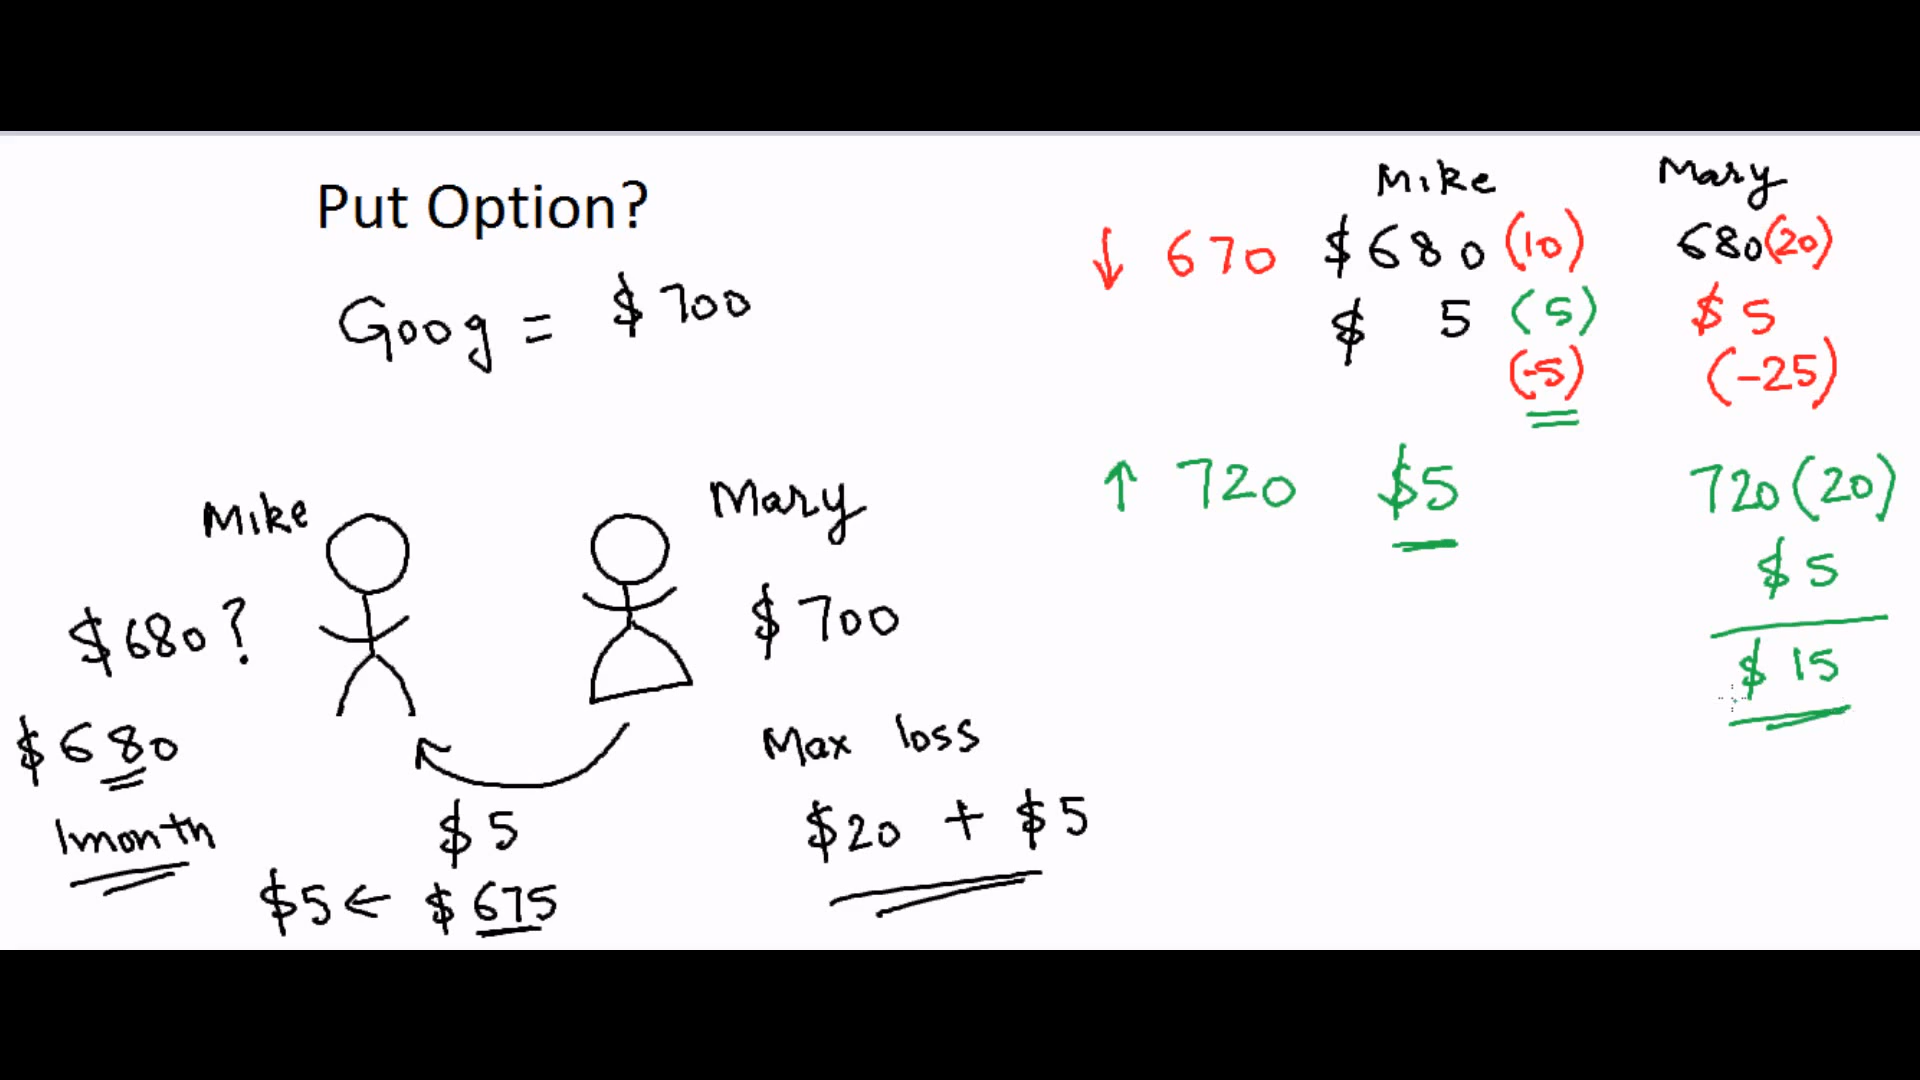 Put Option?
Goog = $ 700
Mike
$680?
$680
1month
Mary
$ 700
Max loss
$20 + $5
$ 5
$5 ← $ 675
Mike Mary
↓ 670 $680 (10) 680(20)
$ 5 (5) $ 5
(-5) (-25)
↑ 720 $5 720(20)
$ 5
$ 15